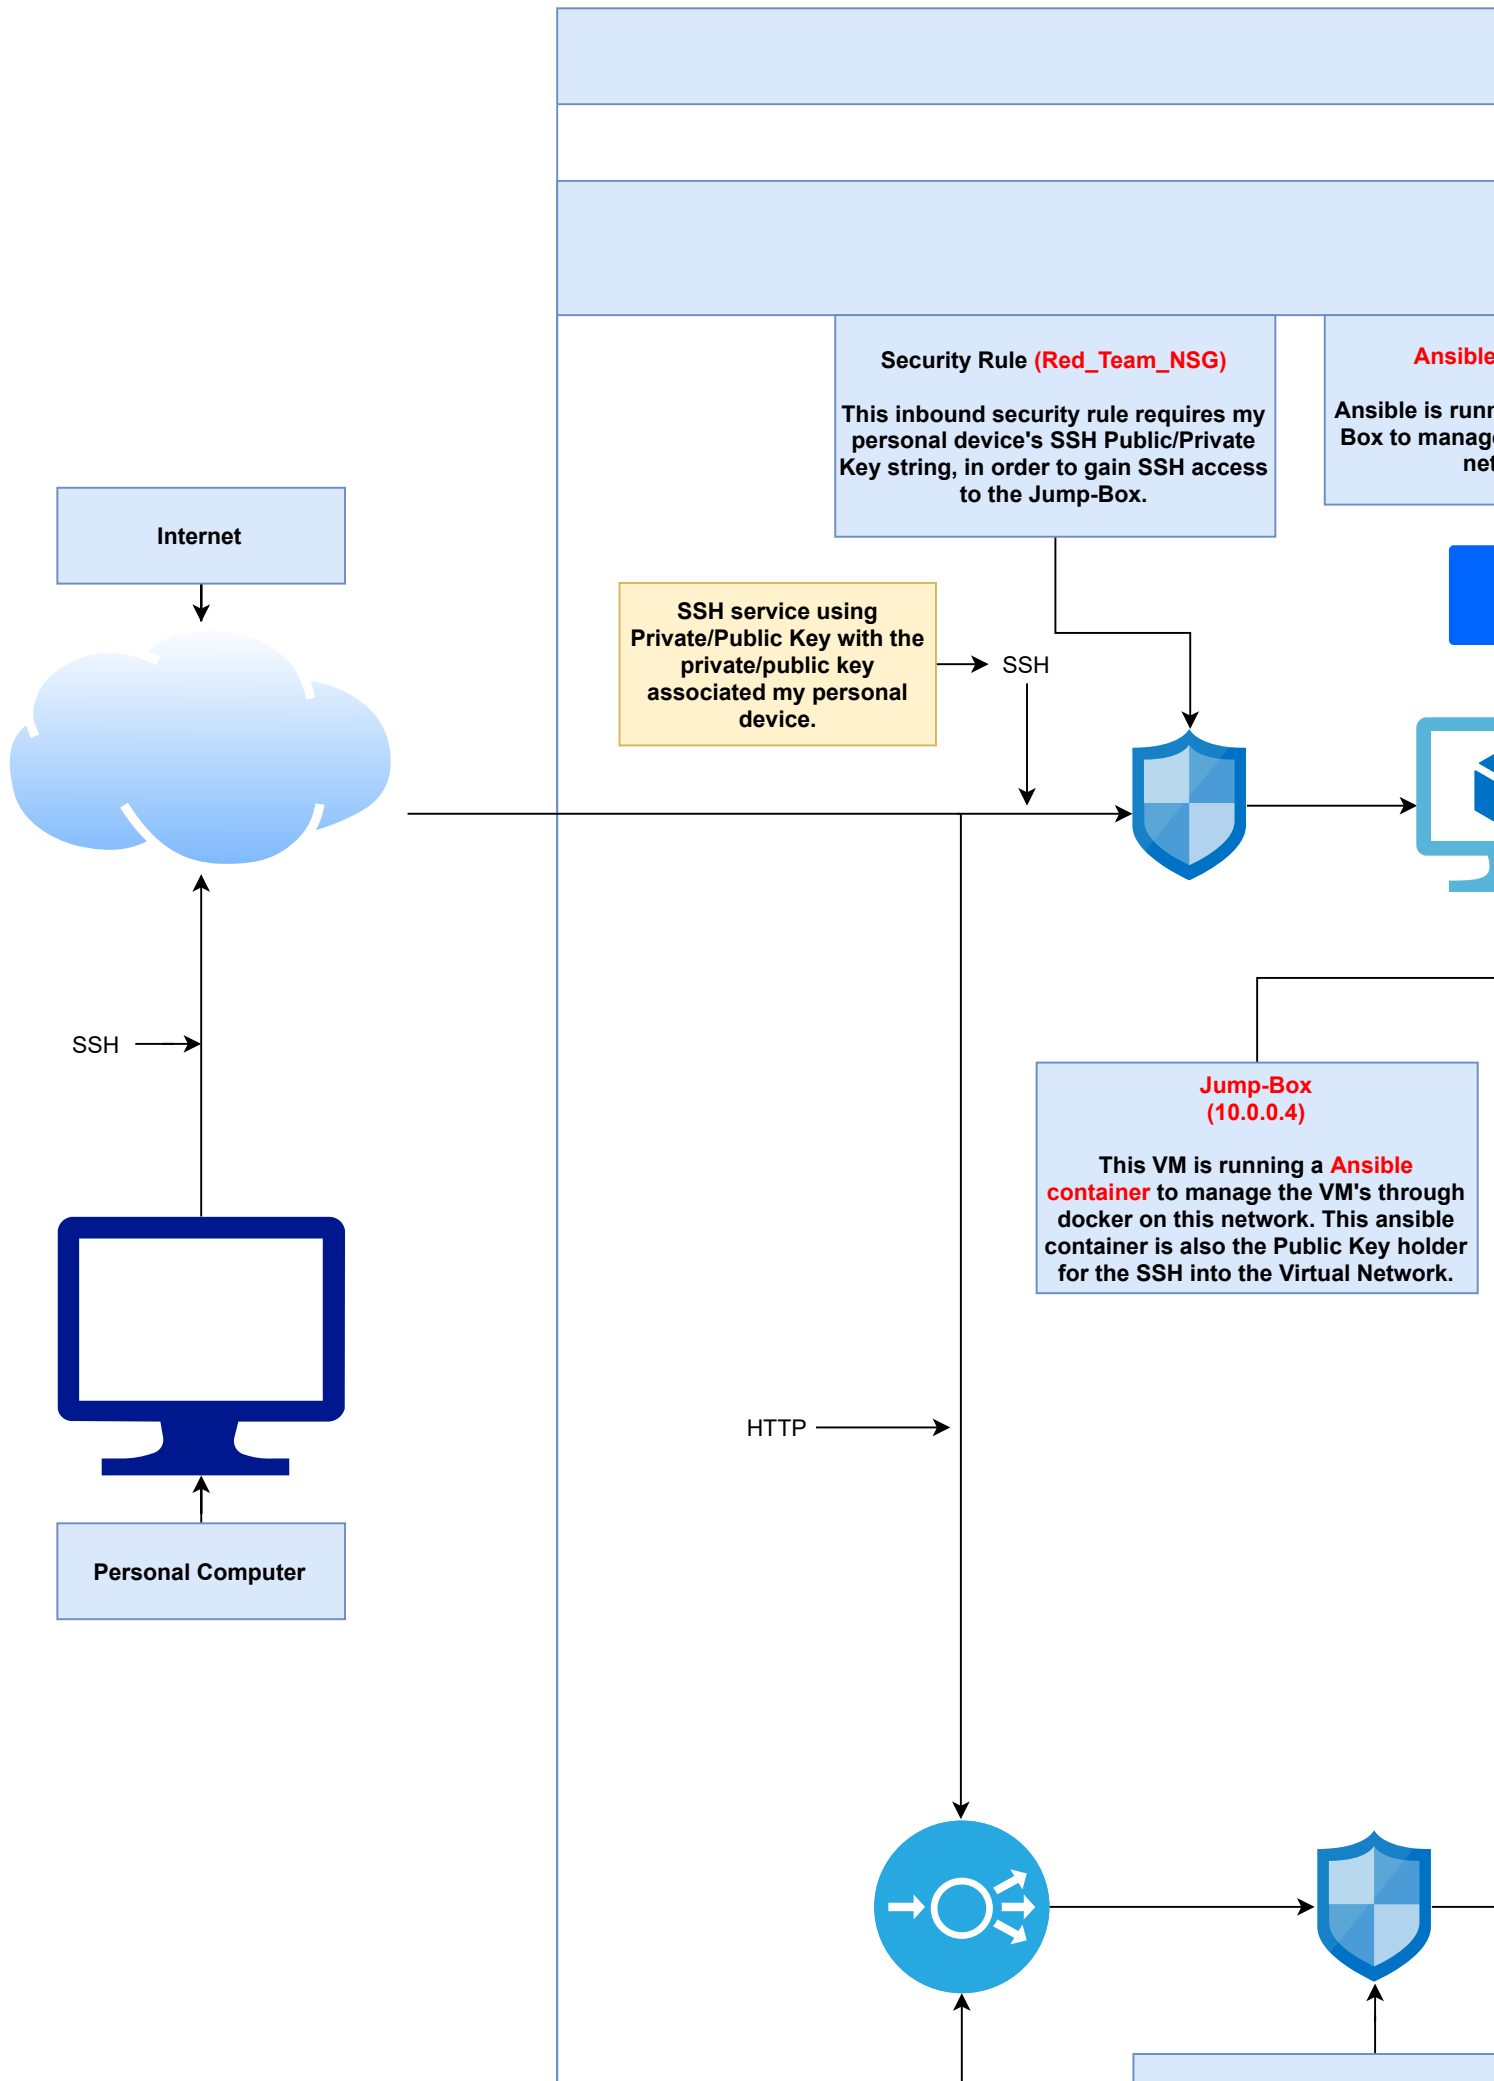 Security Rule (Red_Team_NSG)
This inbound security rule requires my
personal device's SSH Public/Private
Key string, in order to gain SSH access
to the Jump-Box.
Ansible
Ansible is runn
Box to manage
net
Internet
SSH service using
Private/Public Key with the
private/public key
associated my personal
device.
SSH
SSH
Jump-Box
(10.0.0.4)
This VM is running a Ansible
container to manage the VM's through
docker on this network. This ansible
container is also the Public Key holder
for the SSH into the Virtual Network.
HTTP
Personal Computer